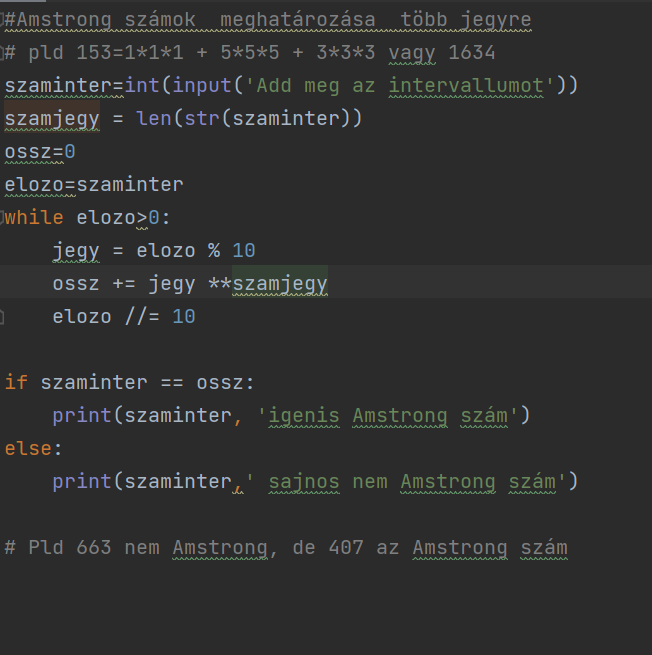 #Amstrong számok  meghatározása  több jegyre
# pld 153=1*1*1 + 5*5*5 + 3*3*3 vagy 1634
szaminter=int(input('Add meg az intervallumot'))
szamjegy = len(str(szaminter))
ossz=0
elozo=szaminter
while elozo>0:
    jegy = elozo % 10
    ossz += jegy **szamjegy
    elozo //= 10
if szaminter == ossz:
    print(szaminter, 'igenis Amstrong szám')
else:
    print(szaminter,' sajnos nem Amstrong szám')
# Pld 663 nem Amstrong, de 407 az Amstrong szám